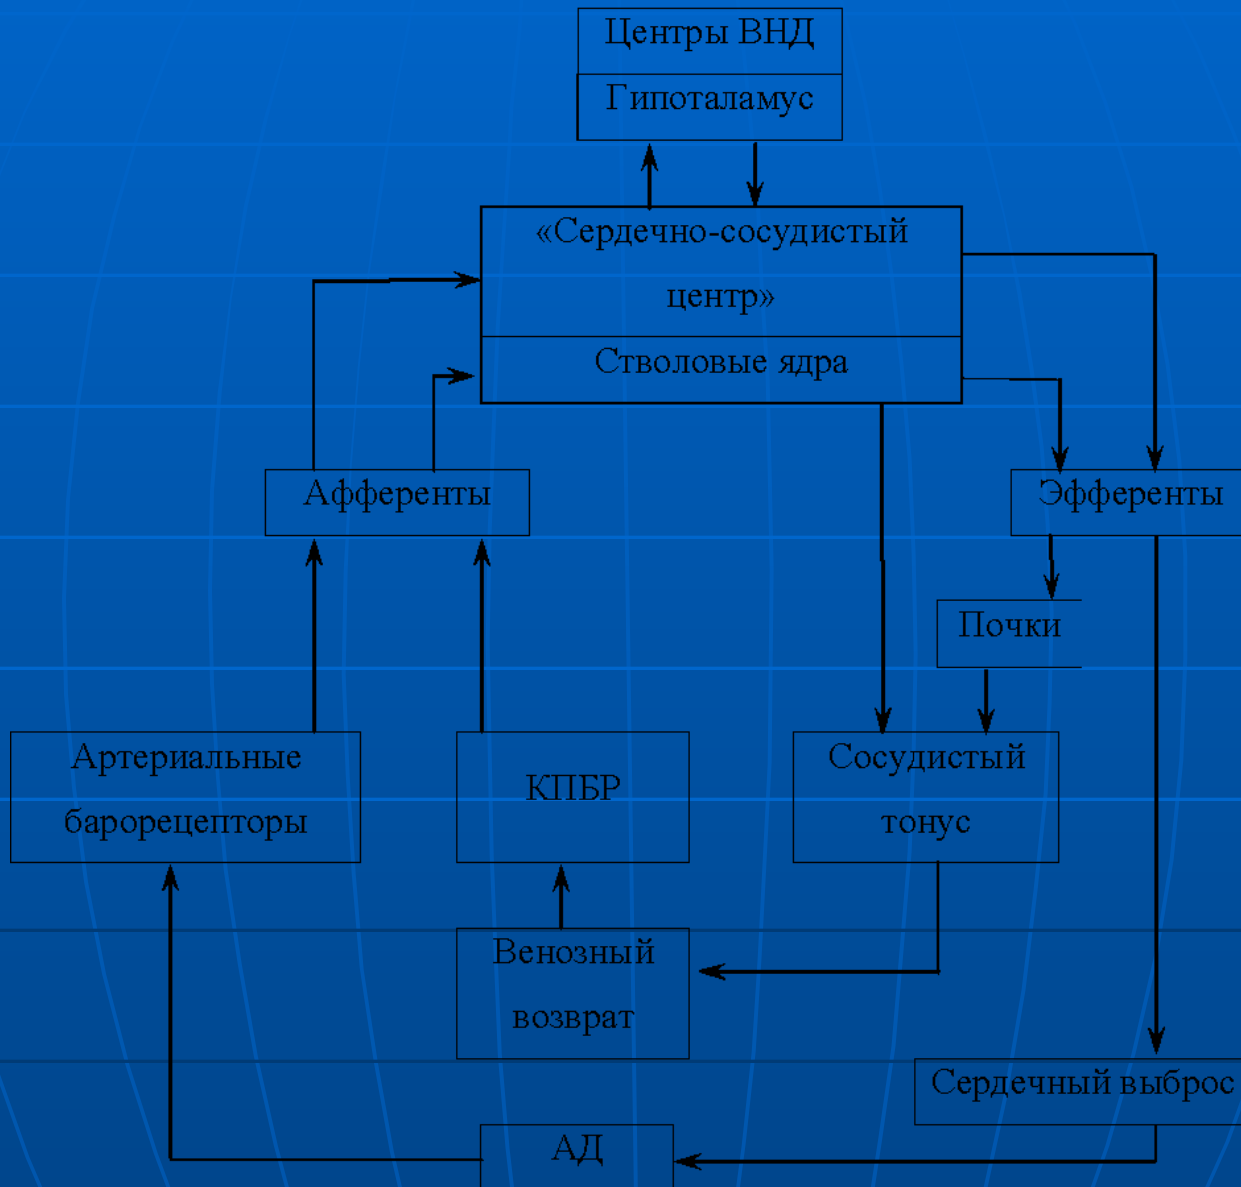 Центры ВНД
Гипоталамус
«Сердечно-сосудистый
центр»
Стволовые ядра
Афференты
Эфференты
Почки
Артериальные
барорецепторы
КПБР
Сосудистый
тонус
Венозный
возврат
Сердечный выброс
АД